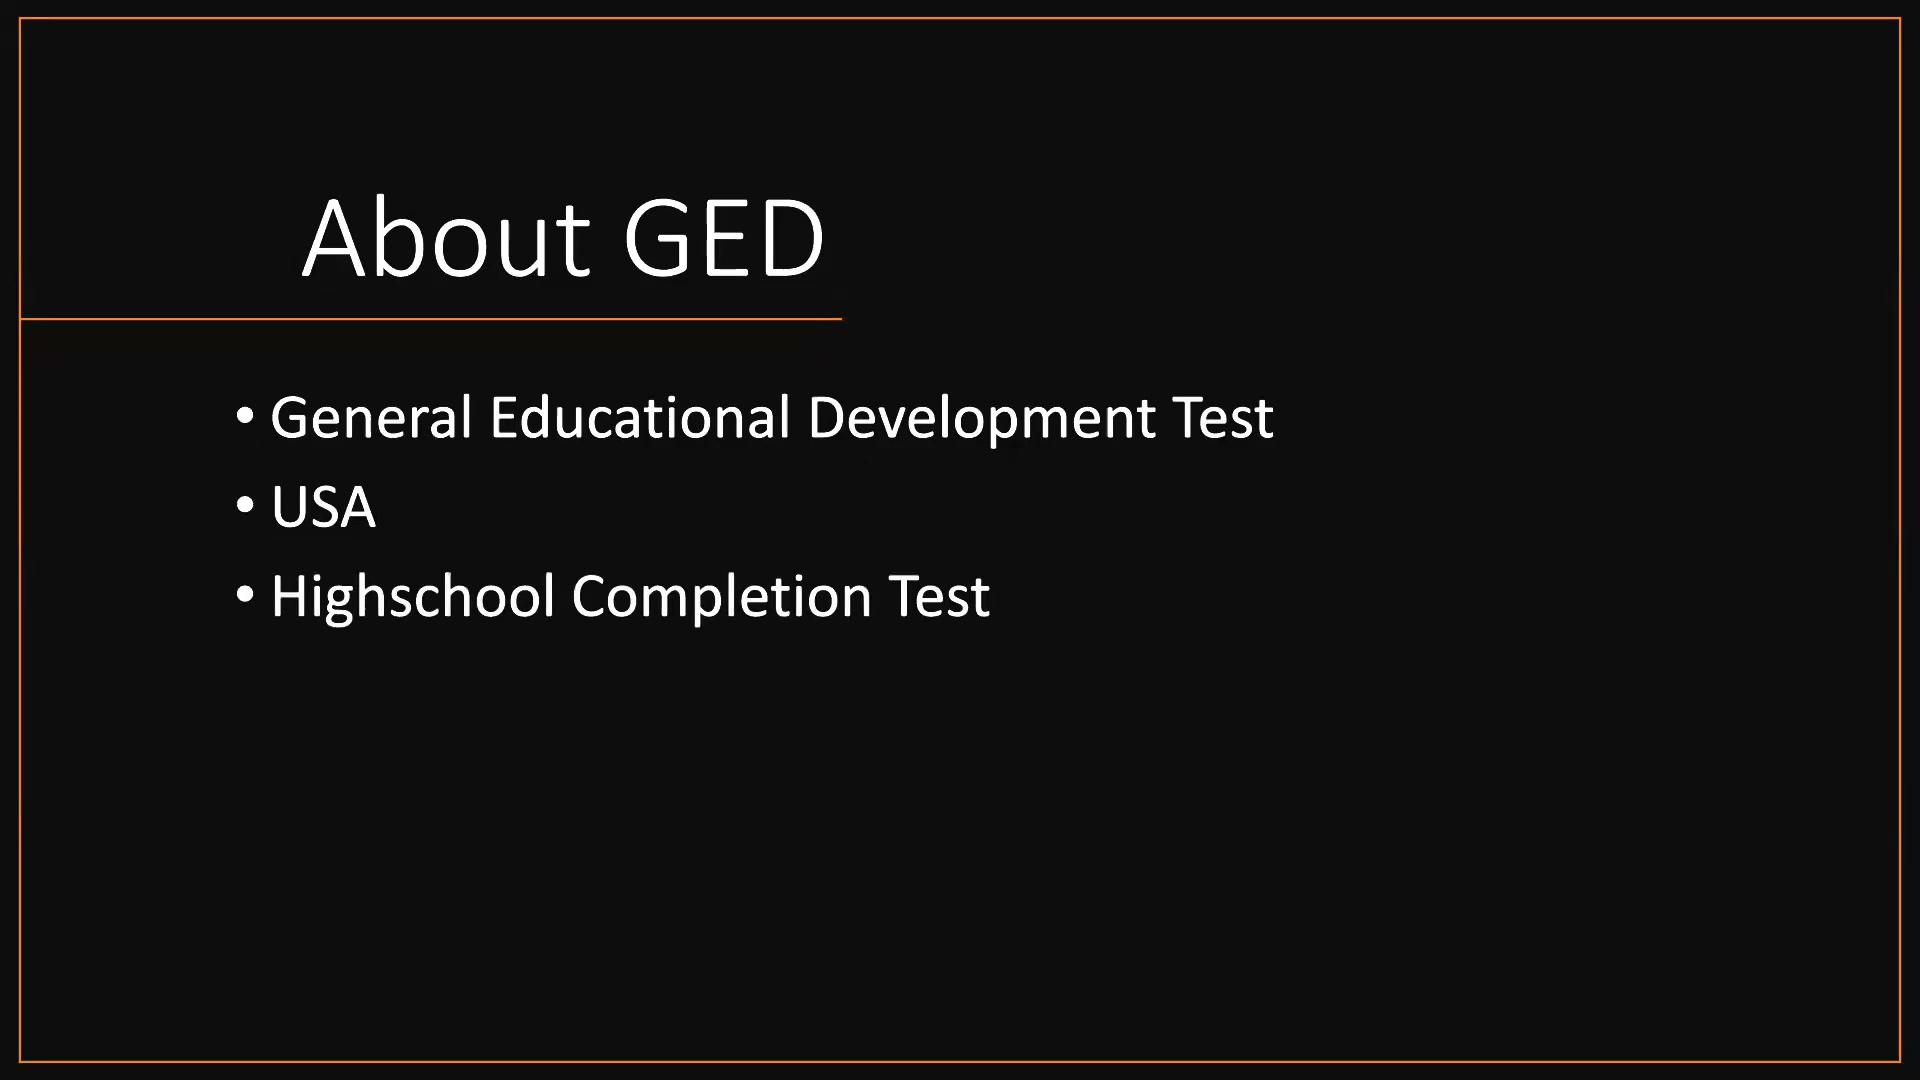 About GED
• General Educational Development Test
• USA
• Highschool Completion Test